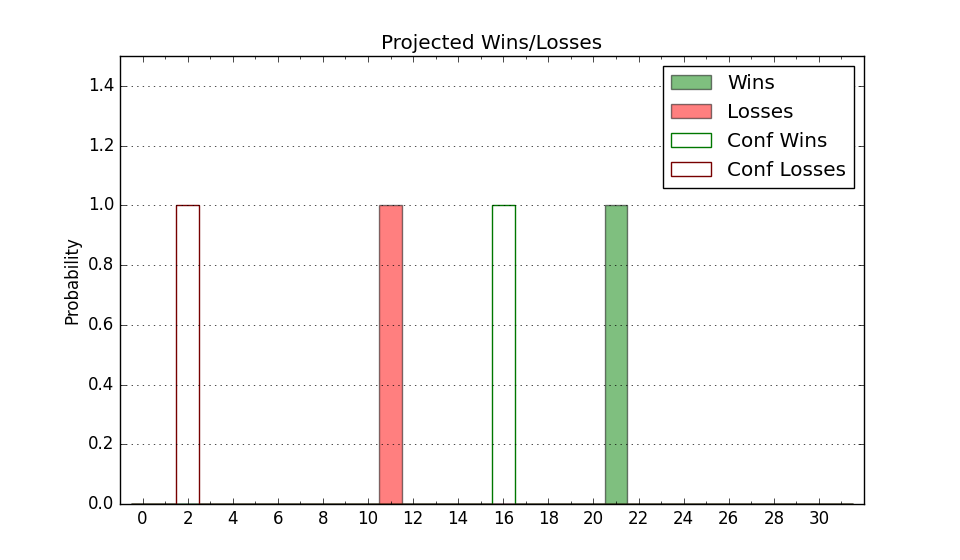 Projected Wins/Losses
1.4
1.2
1.0
0.8
0.6
0.4
0.2
0.0
Probability
Wins
Losses
Conf Wins
Conf Losses
0 2 4 6 8 10 12 14 16 18 20 22 24 26 28 30